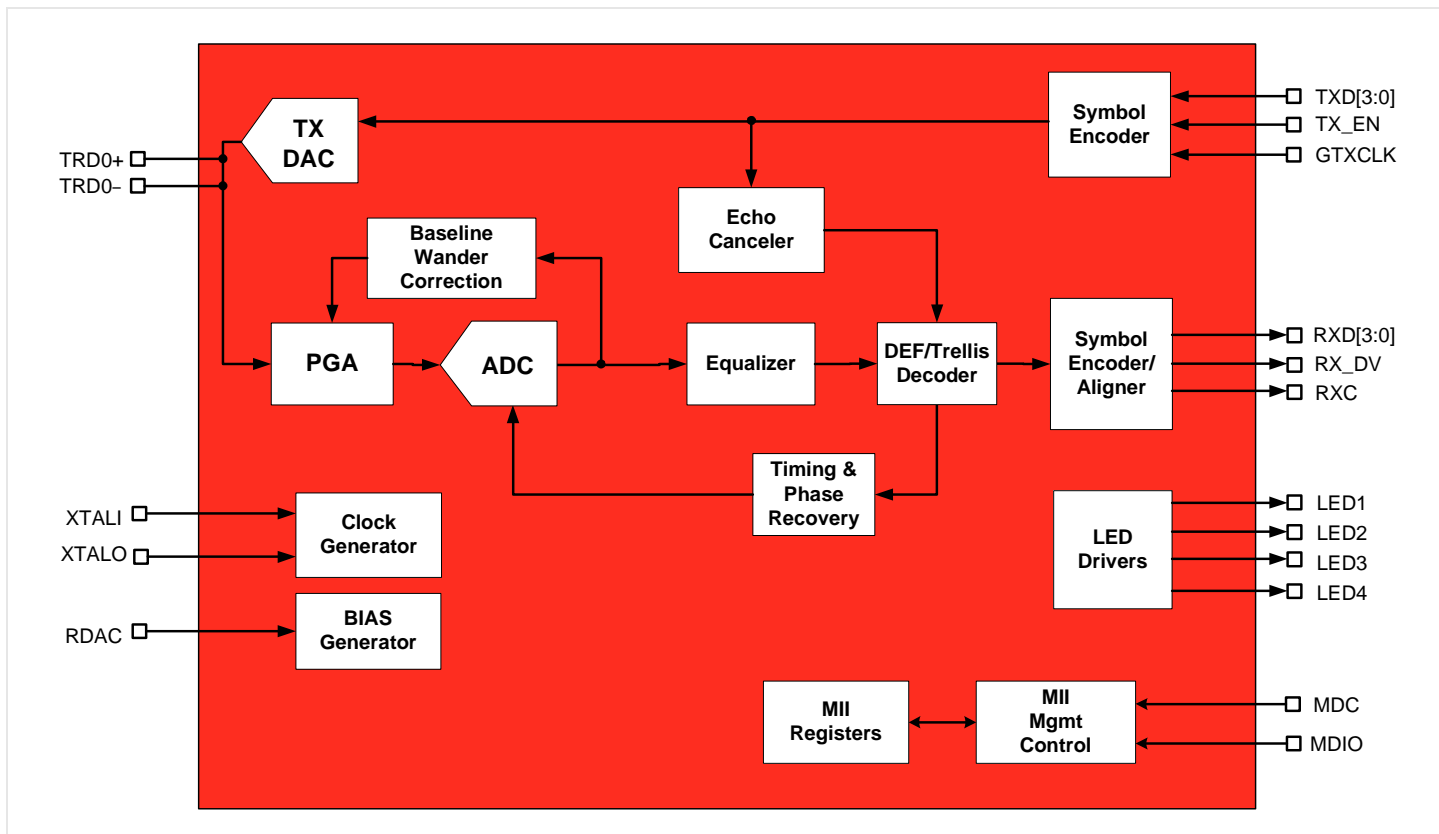 TXD[3:0]
TX_EN
GTXCLK
Symbol
Encoder
TX
DAC
TRD0+
TRD0–
Echo
Canceler
Baseline
Wander
Correction
PGA
ADC
Equalizer
DEF/Trellis
Decoder
Symbol
Encoder/
Aligner
RXD[3:0]
RX_DV
RXC
Timing &
Phase
Recovery
XTALI
XTALO
Clock
Generator
LED
Drivers
LED1
LED2
LED3
LED4
RDAC
BIAS
Generator
MII
Registers
MII
Mgmt
Control
MDC
MDIO